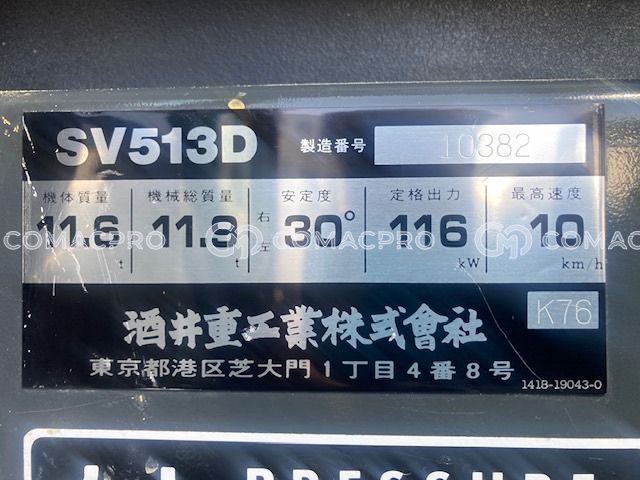 SV513D 製造番号 10382
機体質量 機械総質量 安定度 定格出力 最高速度
11.6 t 11.8 t 右 左 30° 116 kW 10 km/h
COMACPRO COMACPRO COMACPRO
K76
酒井重工業株式會社
東京都港区芝大門1丁目4番8号
1418-19043-0
PRESSURE